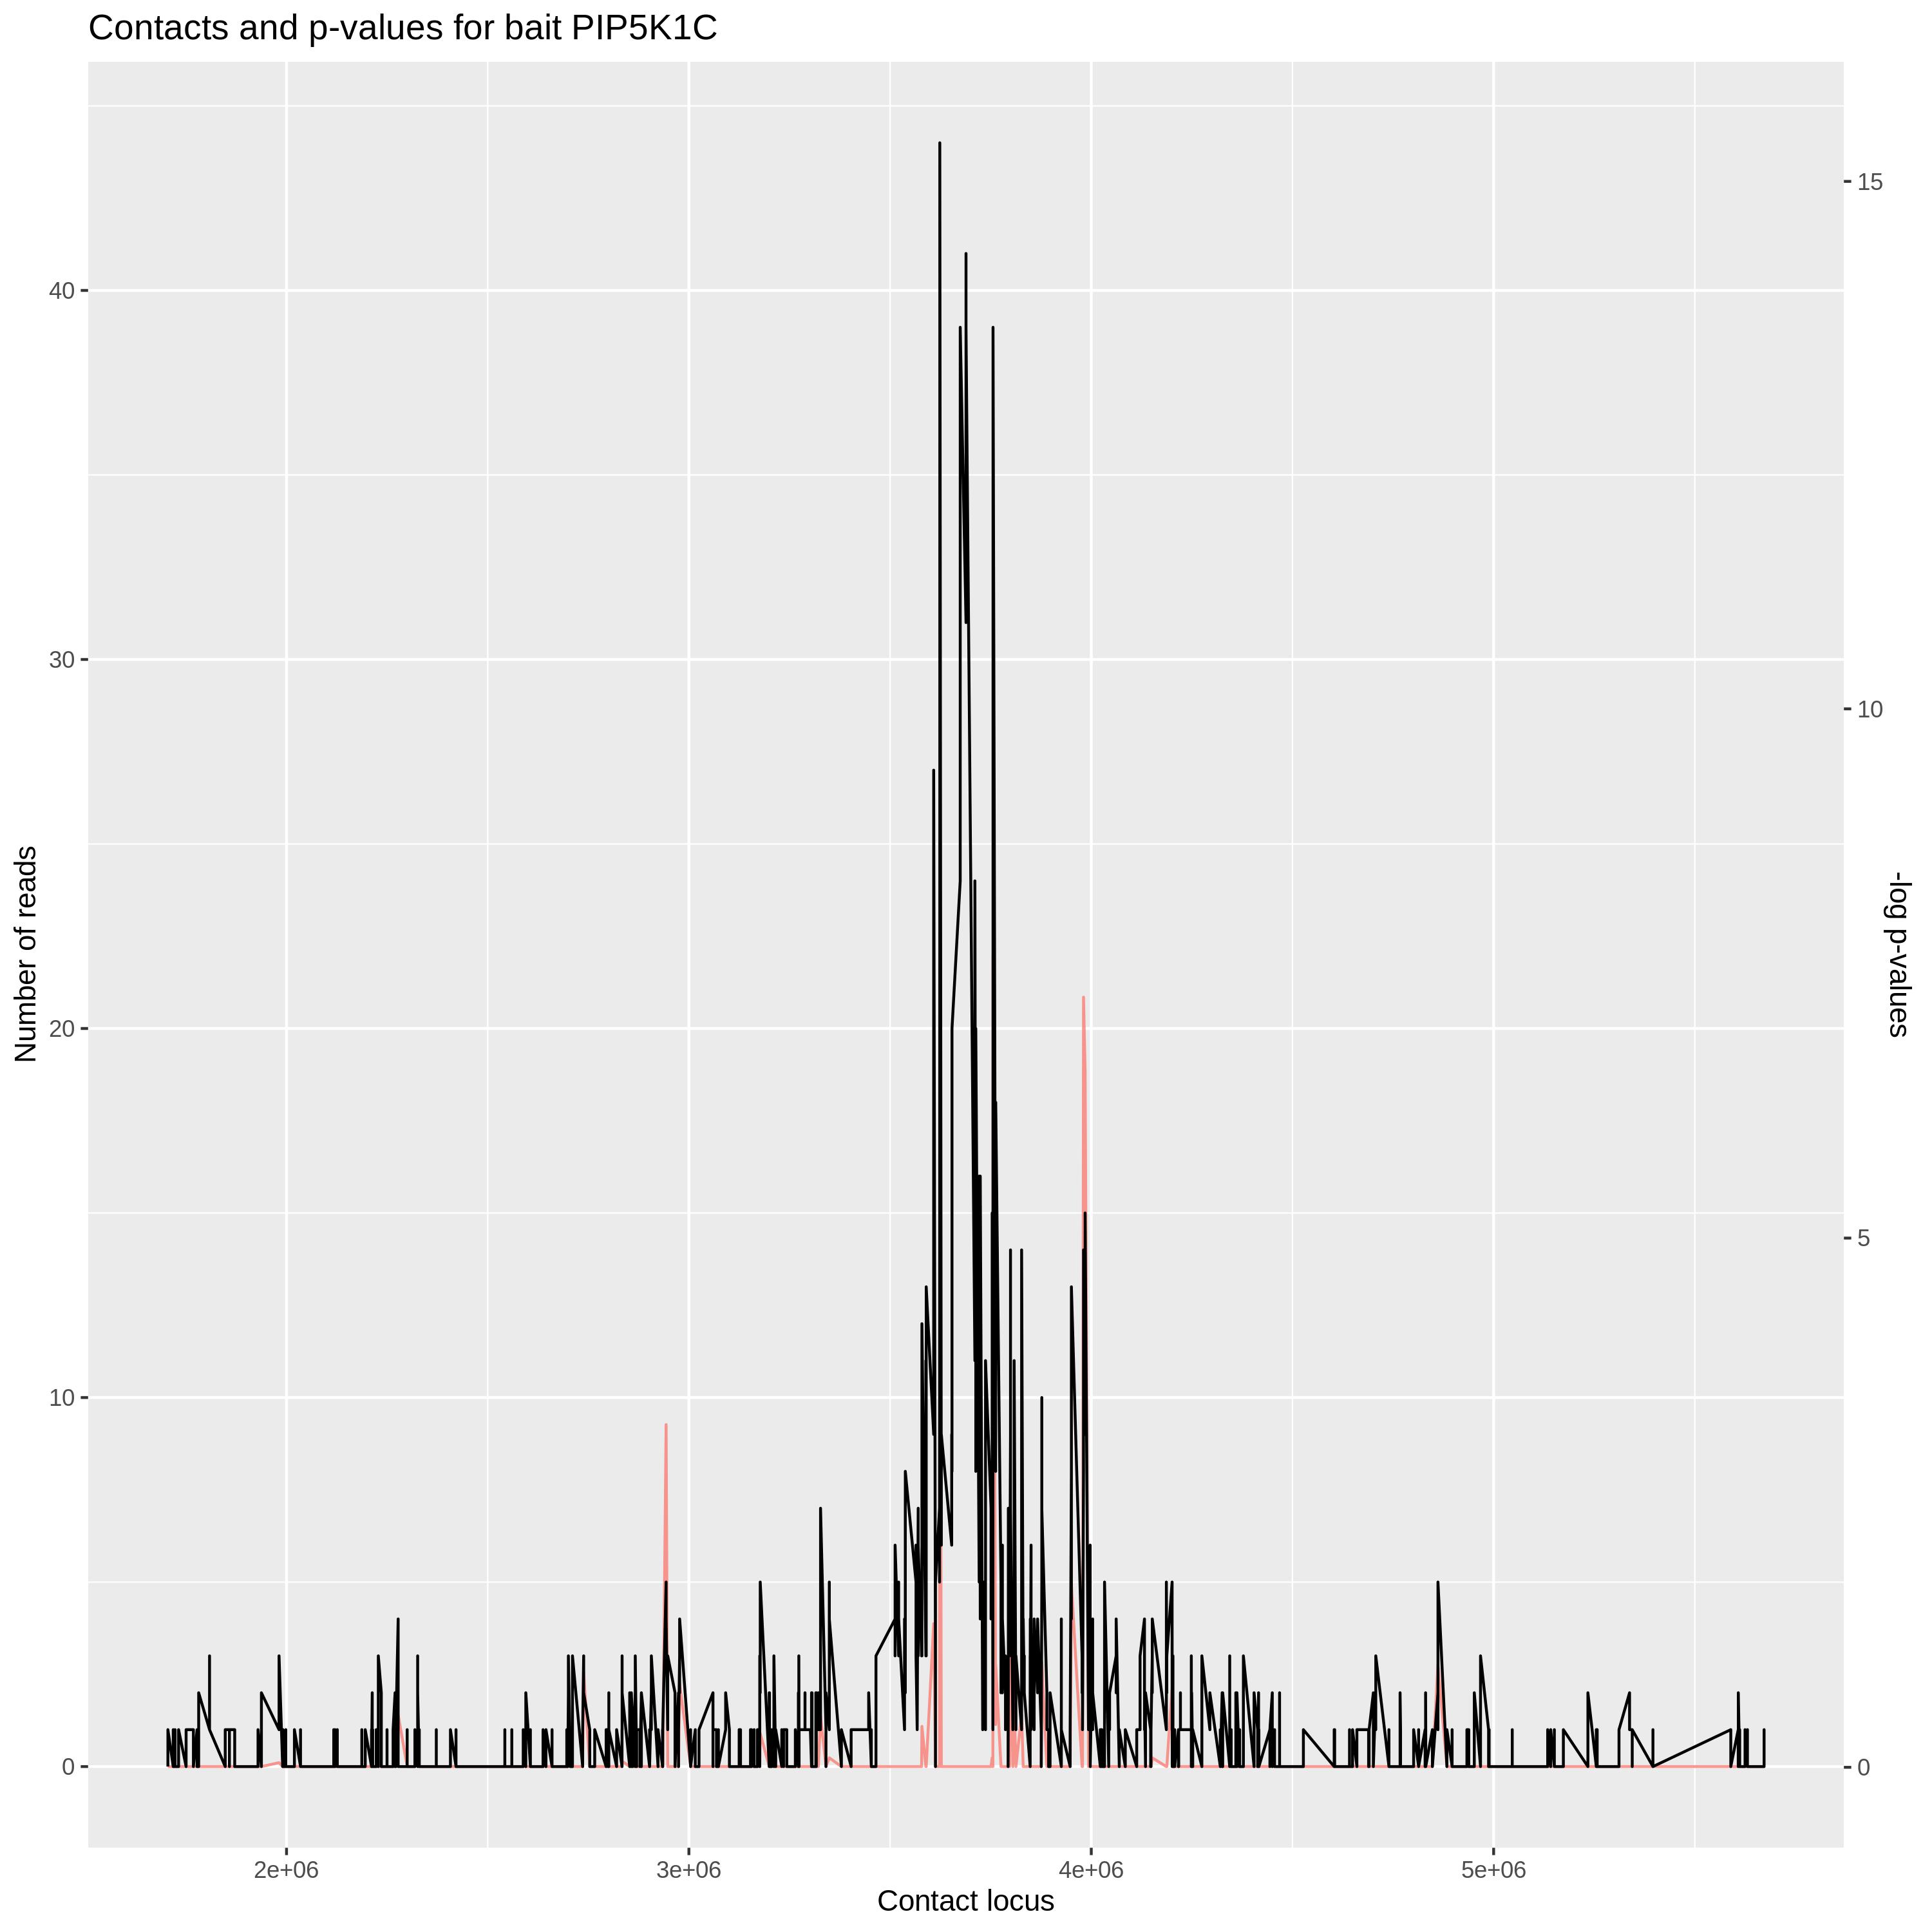 Contacts and p-values for bait PIP5K1C
Number of reads
40
30
20
10
0
15
10
5
0
-log p-values
2e+06 3e+06 4e+06 5e+06
Contact locus